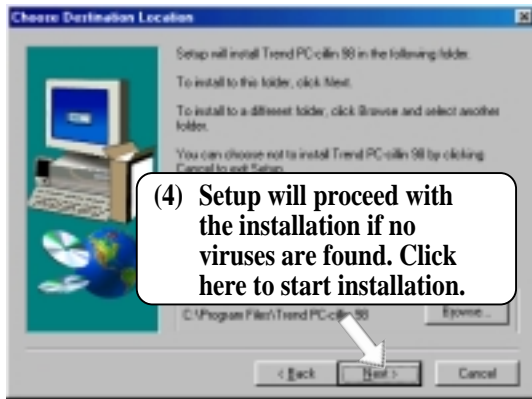 Choose Destination Location
Setup will install Trend PC-cillin 98 in the following folder.
To install to this folder, click Next.
To install to a different folder, click Browse and select another
folder.
You can choose not to install Trend PC-cillin 98 by clicking
Cancel to exit Setup.
(4) Setup will proceed with
the installation if no
viruses are found. Click
here to start installation.
C:\Program Files\Trend PC-cillin 98
Browse...
< Back
Next >
Cancel